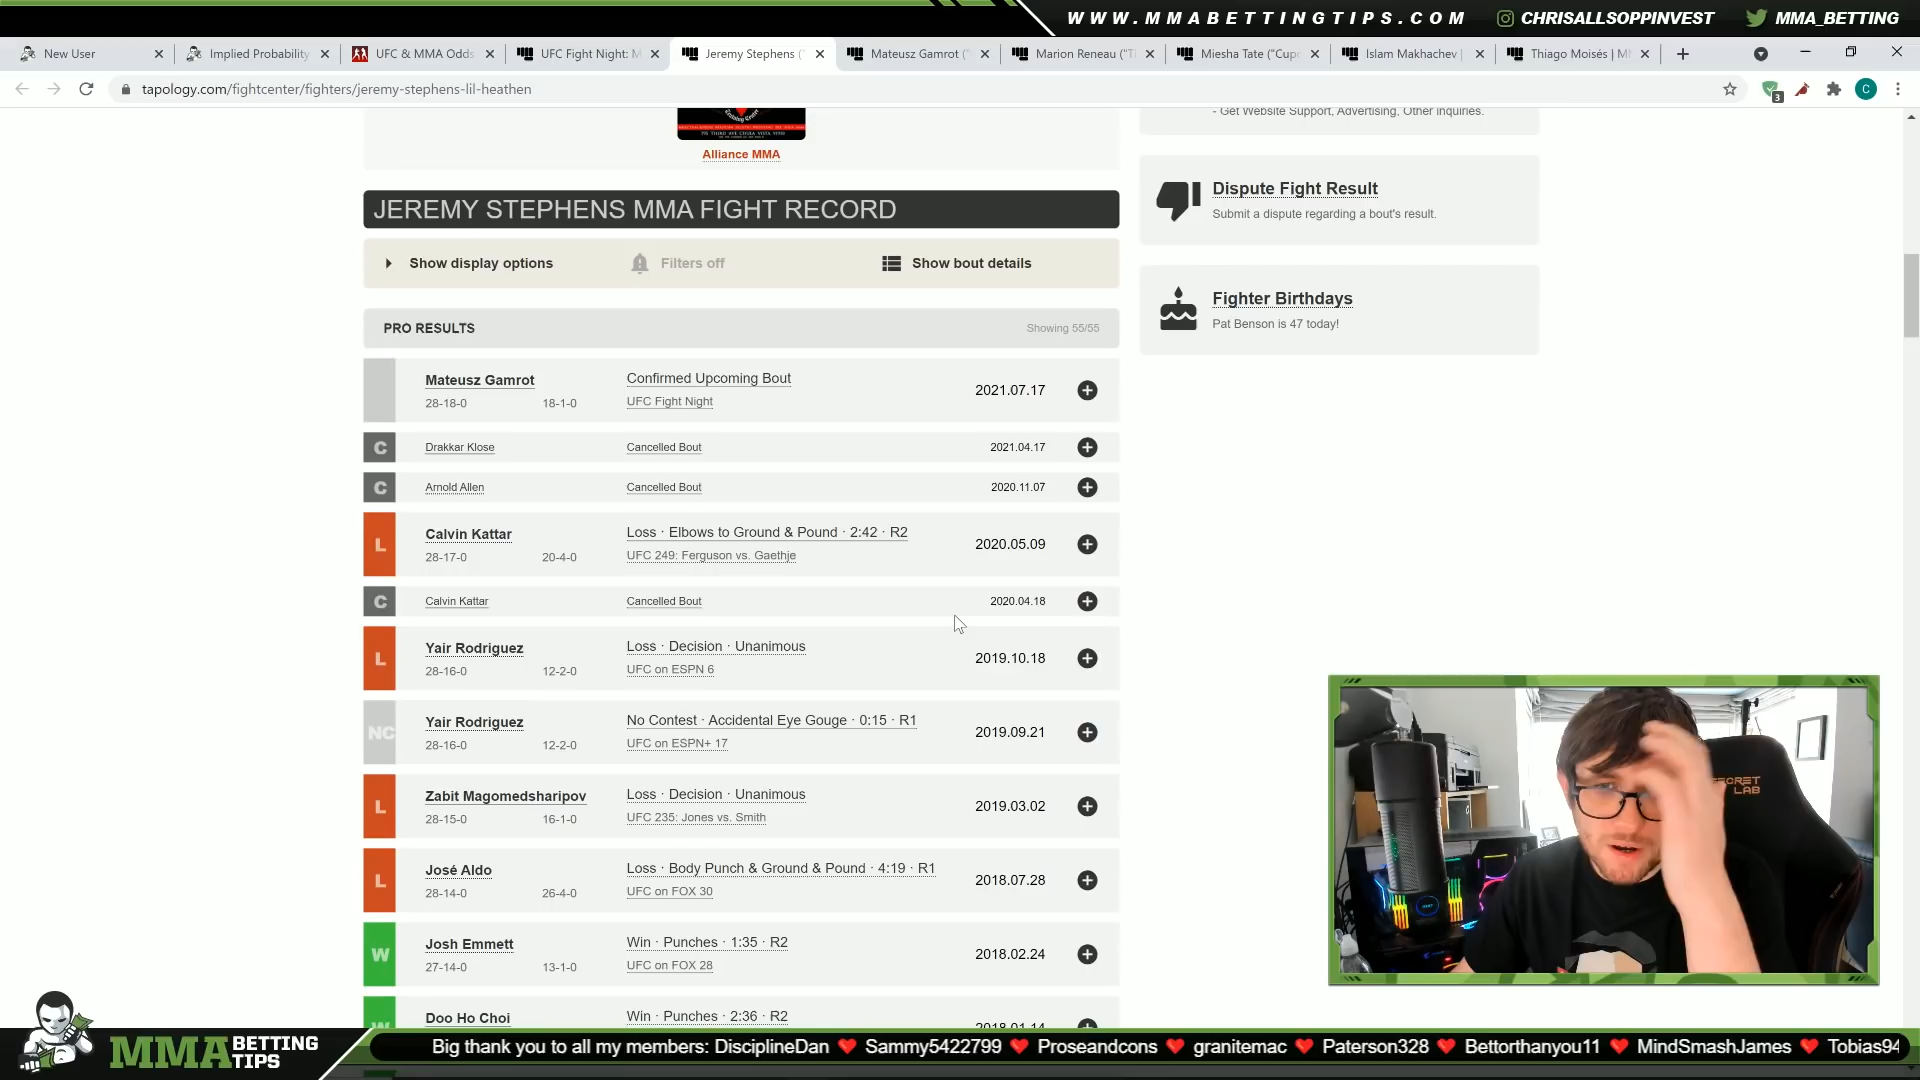 WWW.MMABETTINGTIPS.COM CHRISALLSOPPINVEST MMA_BETTING
New User Implied Probability UFC & MMA Odds UFC Fight Night: M Jeremy Stephens (" Mateusz Gamrot (" Marion Reneau ("T Miesha Tate ("Cupc Islam Makhachev | Thiago Moisés | M
tapology.com/fightcenter/fighters/jeremy-stephens-lil-heathen
3
C
- Get Website Support, Advertising, Other inquiries.
Alliance MMA
Dispute Fight Result
Submit a dispute regarding a bout's result.
JEREMY STEPHENS MMA FIGHT RECORD
Show display options Filters off Show bout details
Fighter Birthdays
Pat Benson is 47 today!
PRO RESULTS Showing 55/55
Mateusz Gamrot Confirmed Upcoming Bout 2021.07.17
28-18-0 18-1-0 UFC Fight Night
C Drakkar Klose Cancelled Bout 2021.04.17
C Arnold Allen Cancelled Bout 2020.11.07
L Calvin Kattar Loss · Elbows to Ground & Pound · 2:42 · R2 2020.05.09
28-17-0 20-4-0 UFC 249: Ferguson vs. Gaethje
C Calvin Kattar Cancelled Bout 2020.04.18
L Yair Rodriguez Loss · Decision · Unanimous 2019.10.18
28-16-0 12-2-0 UFC on ESPN 6
NC Yair Rodriguez No Contest · Accidental Eye Gouge · 0:15 · R1 2019.09.21
28-16-0 12-2-0 UFC on ESPN+ 17
L Zabit Magomedsharipov Loss · Decision · Unanimous 2019.03.02
28-15-0 16-1-0 UFC 235: Jones vs. Smith
L José Aldo Loss · Body Punch & Ground & Pound · 4:19 · R1 2018.07.28
28-14-0 26-4-0 UFC on FOX 30
W Josh Emmett Win · Punches · 1:35 · R2 2018.02.24
27-14-0 13-1-0 UFC on FOX 28
W Doo Ho Choi Win · Punches · 2:36 · R2 2018.01.14
SECRET
LAB
MMA BETTING TIPS
Big thank you to all my members: DisciplineDan Sammy5422799 Proseandcons granitemac Paterson328 Bettorthanyou11 MindSmashJames Tobias94